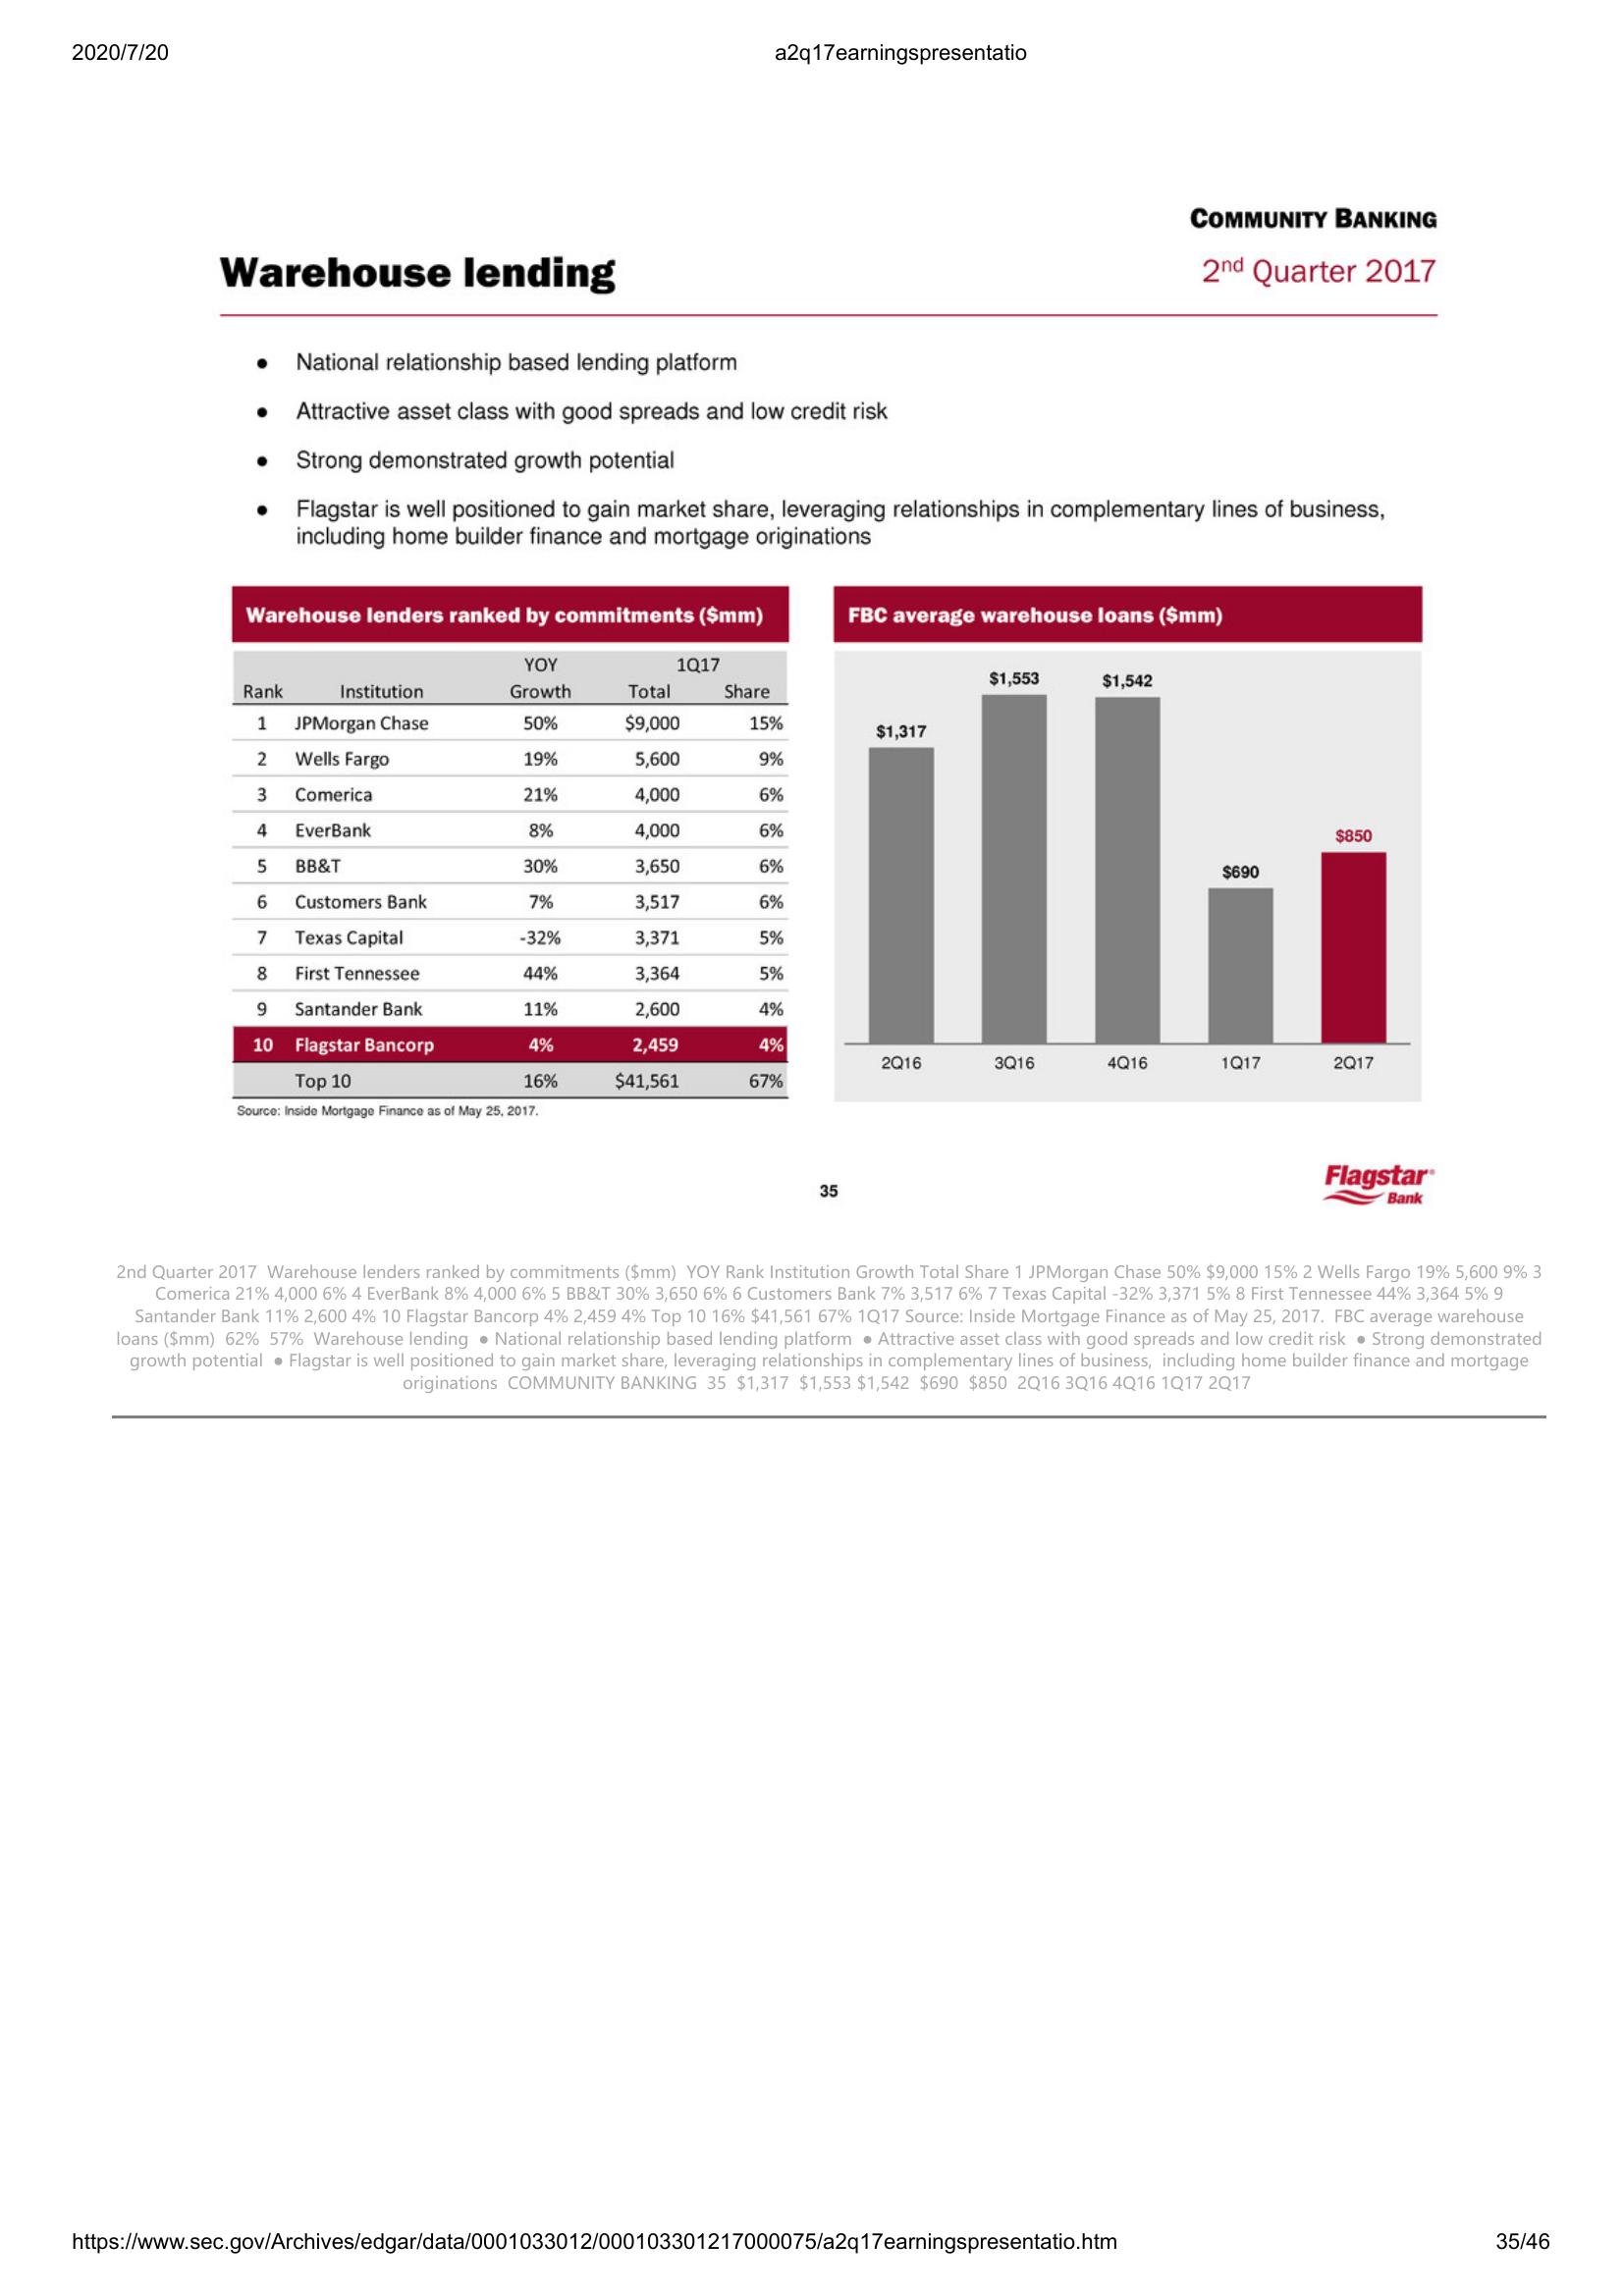 2020/7/20 a2q17earningspresentatio
COMMUNITY BANKING
Warehouse lending
2nd Quarter 2017
● National relationship based lending platform
● Attractive asset class with good spreads and low credit risk
● Strong demonstrated growth potential
● Flagstar is well positioned to gain market share, leveraging relationships in complementary lines of business,
including home builder finance and mortgage originations
Warehouse lenders ranked by commitments ($mm)
YOY 1Q17
Rank Institution Growth Total Share
1 JPMorgan Chase 50% $9,000 15%
2 Wells Fargo 19% 5,600 9%
3 Comerica 21% 4,000 6%
4 EverBank 8% 4,000 6%
5 BB&T 30% 3,650 6%
6 Customers Bank 7% 3,517 6%
7 Texas Capital -32% 3,371 5%
8 First Tennessee 44% 3,364 5%
9 Santander Bank 11% 2,600 4%
10 Flagstar Bancorp 4% 2,459 4%
Top 10 16% $41,561 67%
Source: Inside Mortgage Finance as of May 25, 2017.
FBC average warehouse loans ($mm)
$1,317 $1,553 $1,542 $690 $850
2Q16 3Q16 4Q16 1Q17 2Q17
35
Flagstar®
Bank
2nd Quarter 2017 Warehouse lenders ranked by commitments ($mm) YOY Rank Institution Growth Total Share 1 JPMorgan Chase 50% $9,000 15% 2 Wells Fargo 19% 5,600 9% 3
Comerica 21% 4,000 6% 4 EverBank 8% 4,000 6% 5 BB&T 30% 3,650 6% 6 Customers Bank 7% 3,517 6% 7 Texas Capital -32% 3,371 5% 8 First Tennessee 44% 3,364 5% 9
Santander Bank 11% 2,600 4% 10 Flagstar Bancorp 4% 2,459 4% Top 10 16% $41,561 67% 1Q17 Source: Inside Mortgage Finance as of May 25, 2017. FBC average warehouse
loans ($mm) 62% 57% Warehouse lending ● National relationship based lending platform ● Attractive asset class with good spreads and low credit risk ● Strong demonstrated
growth potential ● Flagstar is well positioned to gain market share, leveraging relationships in complementary lines of business, including home builder finance and mortgage
originations COMMUNITY BANKING 35 $1,317 $1,553 $1,542 $690 $850 2Q16 3Q16 4Q16 1Q17 2Q17
https://www.sec.gov/Archives/edgar/data/0001033012/000103301217000075/a2q17earningspresentatio.htm 35/46